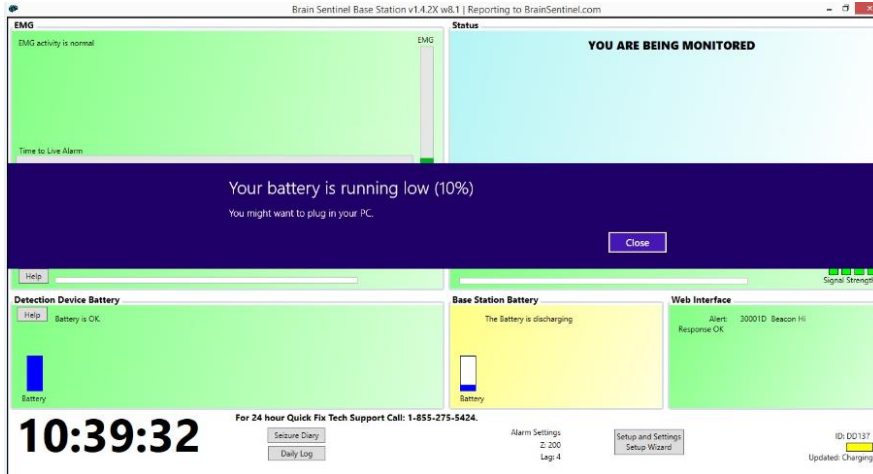 Brain Sentinel Base Station v1.4.2X w8.1 | Reporting to BrainSentinel.com
EMG
EMG activity is normal
EMG
Time to Live Alarm
Status
YOU ARE BEING MONITORED
Your battery is running low (10%)
You might want to plug in your PC.
Close
Help
Signal Strength
Detection Device Battery
Help
Battery is OK.
Battery
Base Station Battery
The Battery is discharging
Battery
Web Interface
Alert: 30001D Beacon Hi
Response OK
10:39:32
For 24 hour Quick Fix Tech Support Call: 1-855-275-5424.
Seizure Diary
Daily Log
Alarm Settings
Z: 200
Lag: 4
Setup and Settings
Setup Wizard
ID: DD137
Updated: Charging